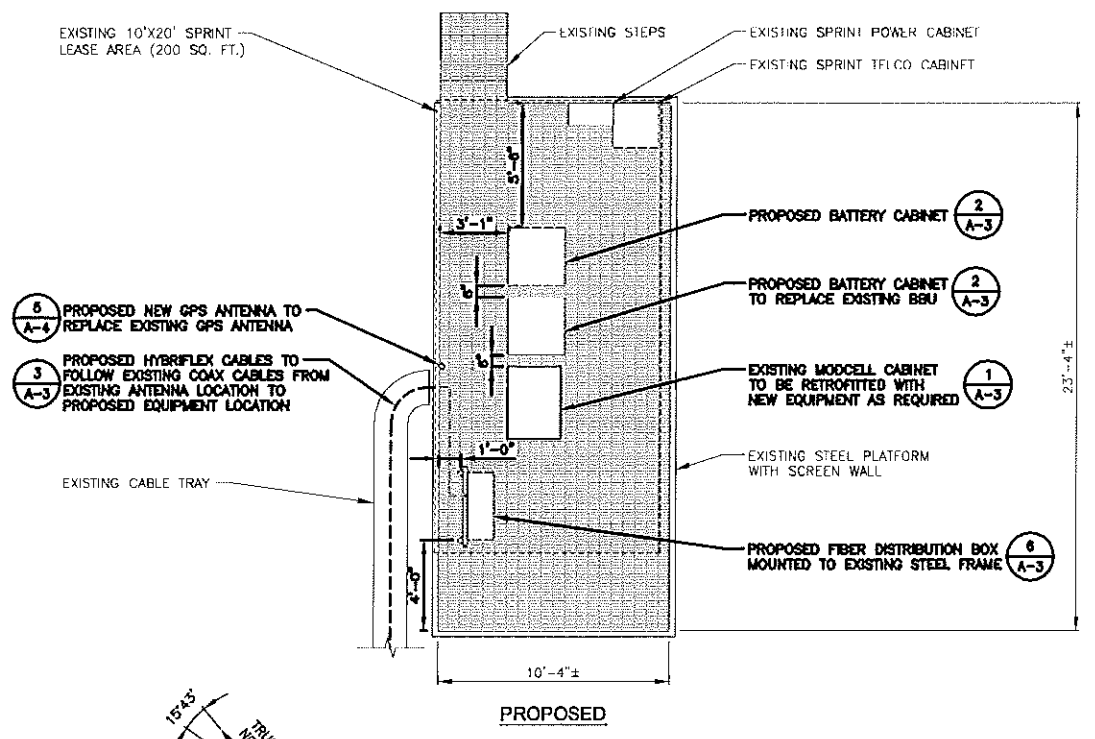 EXISTING 10'X20' SPRINT
LEASE AREA (200 SQ. FT.)
EXISTING STEPS
EXISTING SPRINT POWER CABINET
EXISTING SPRINT TELCO CABINET
5'-6"
3'-1"
PROPOSED BATTERY CABINET
2
A-3
6"
PROPOSED BATTERY CABINET
TO REPLACE EXISTING BBU
2
A-3
5
A-4
PROPOSED NEW GPS ANTENNA TO
REPLACE EXISTING GPS ANTENNA
6"
23'-4"±
3
A-3
PROPOSED HYBRIFLEX CABLES TO
FOLLOW EXISTING COAX CABLES FROM
EXISTING ANTENNA LOCATION TO
PROPOSED EQUIPMENT LOCATION
EXISTING MODCELL CABINET
TO BE RETROFITTED WITH
NEW EQUIPMENT AS REQUIRED
1
A-3
1'-0"
EXISTING STEEL PLATFORM
WITH SCREEN WALL
EXISTING CABLE TRAY
PROPOSED FIBER DISTRIBUTION BOX
MOUNTED TO EXISTING STEEL FRAME
6
A-3
4'-0"
10'-4"±
PROPOSED
15°43'